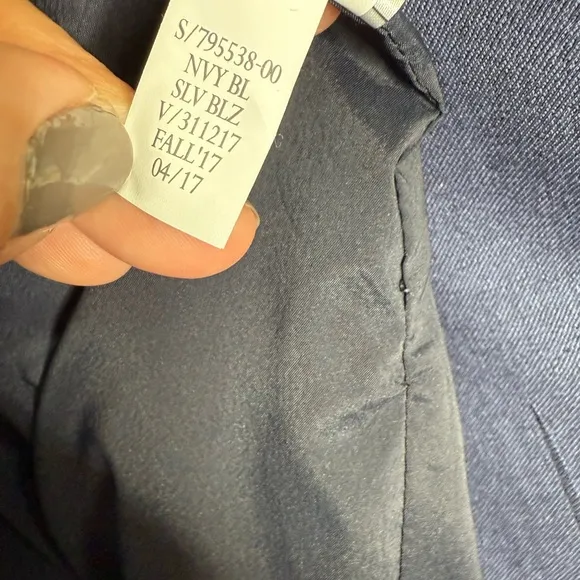 S/795538-00
NVY BL
SLV BLZ
V/311217
FALL'17
04/17